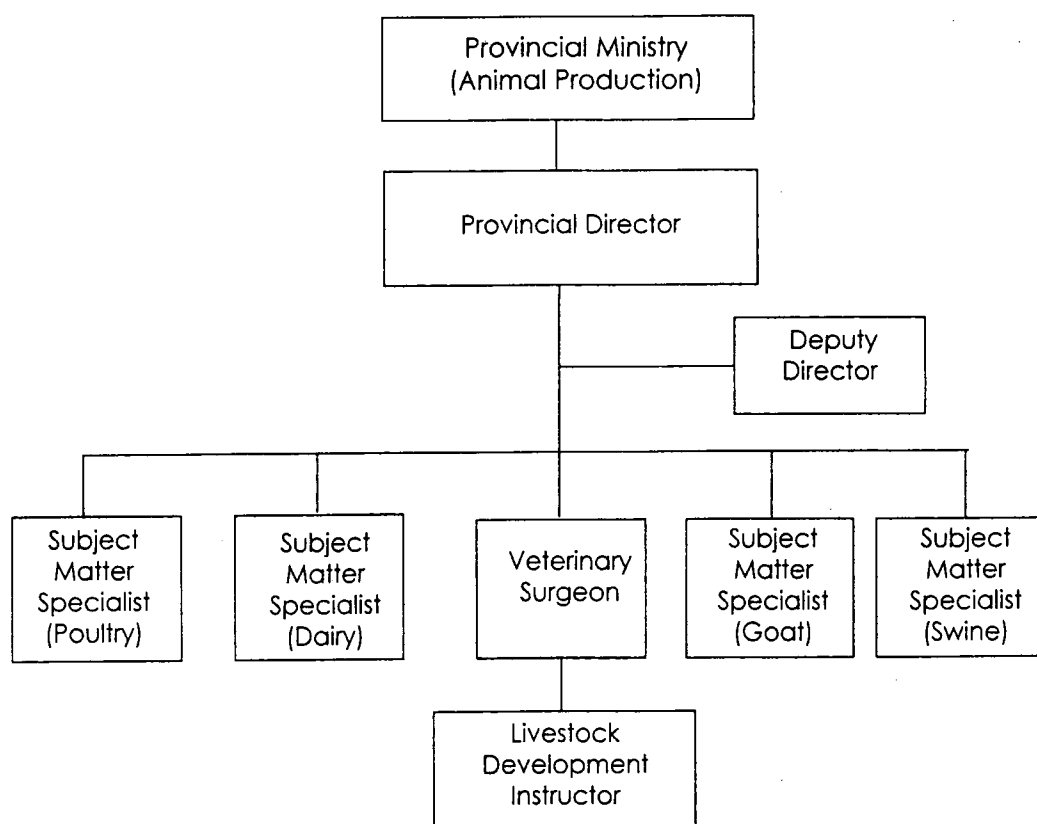 Provincial Ministry
(Animal Production)
Provincial Director
Deputy
Director
Subject
Matter
Specialist
(Poultry)
Subject
Matter
Specialist
(Dairy)
Veterinary
Surgeon
Subject
Matter
Specialist
(Goat)
Subject
Matter
Specialist
(Swine)
Livestock
Development
Instructor